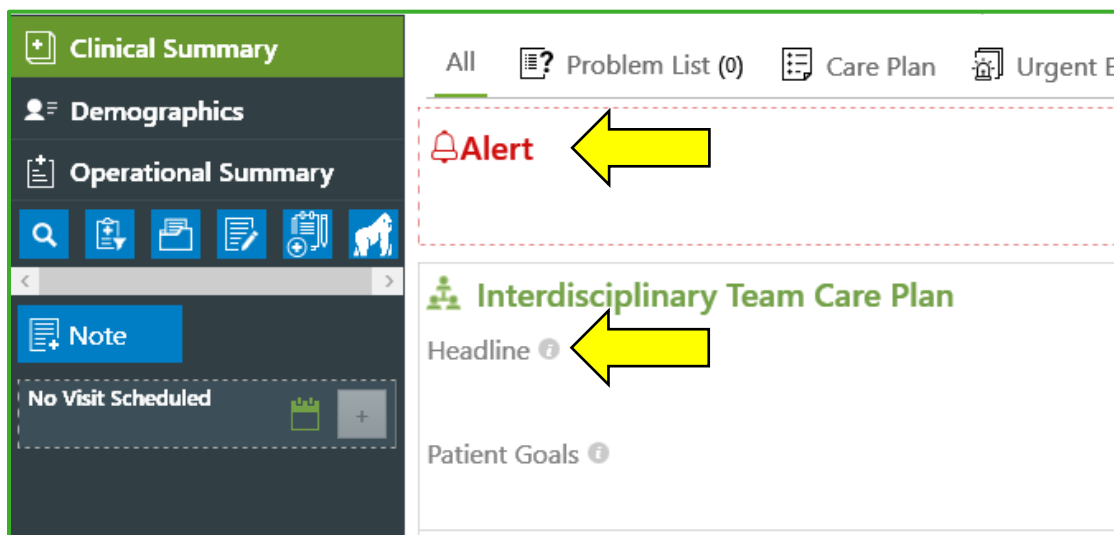 Clinical Summary
Demographics
Operational Summary
Note
No Visit Scheduled
+
All
Problem List (0)
Care Plan
Urgent E
Alert
Interdisciplinary Team Care Plan
Headline
Patient Goals